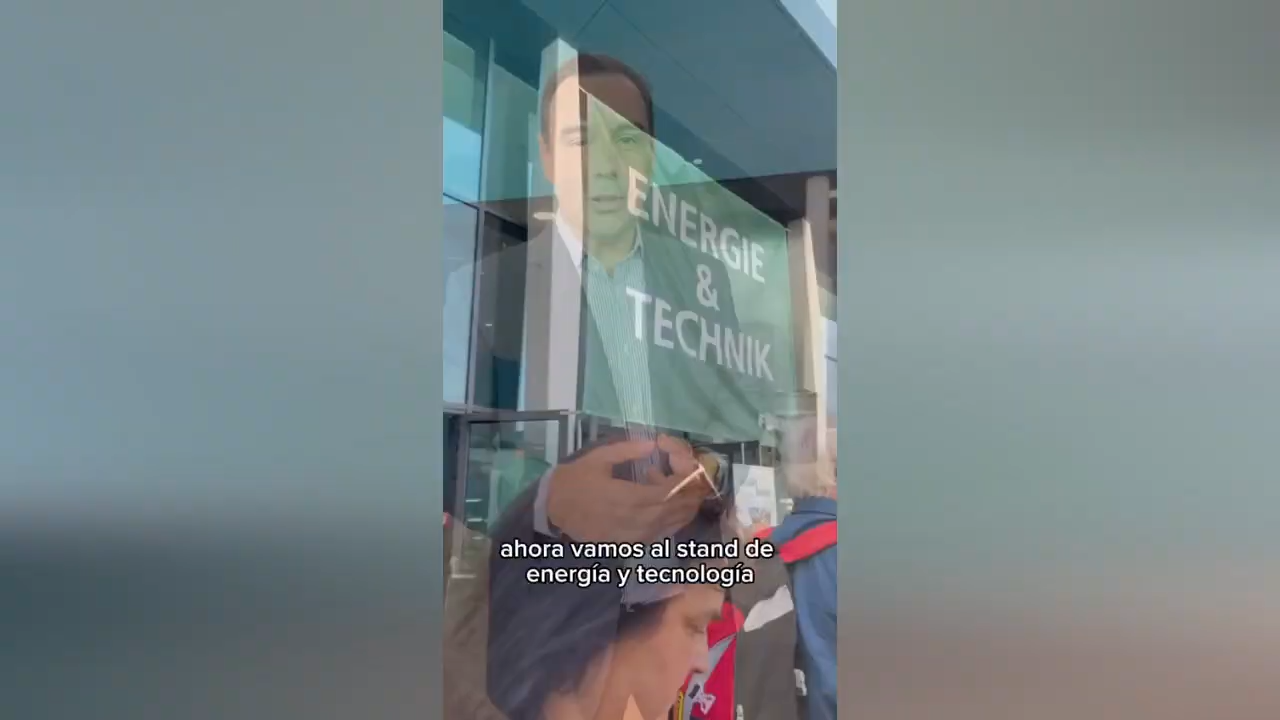 ENERGIE
&
TECHNIK
ahora vamos al stand de
energía y tecnología